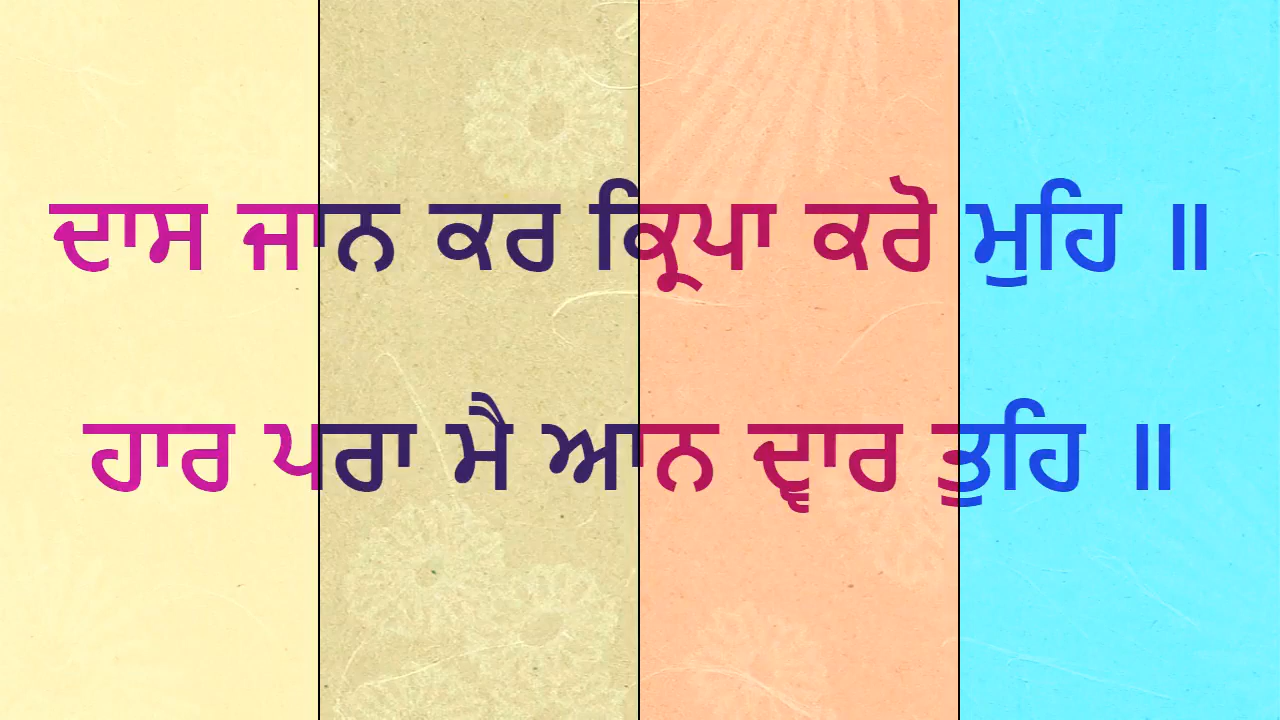 ਦਾਸ ਜਾਨ ਕਰ ਕ੍ਰਿਪਾ ਕਰੋ ਮੁਹਿ ॥
ਹਾਰ ਪਰਾ ਮੈ ਆਨ ਦ੍ਵਾਰ ਤੁਹਿ ॥